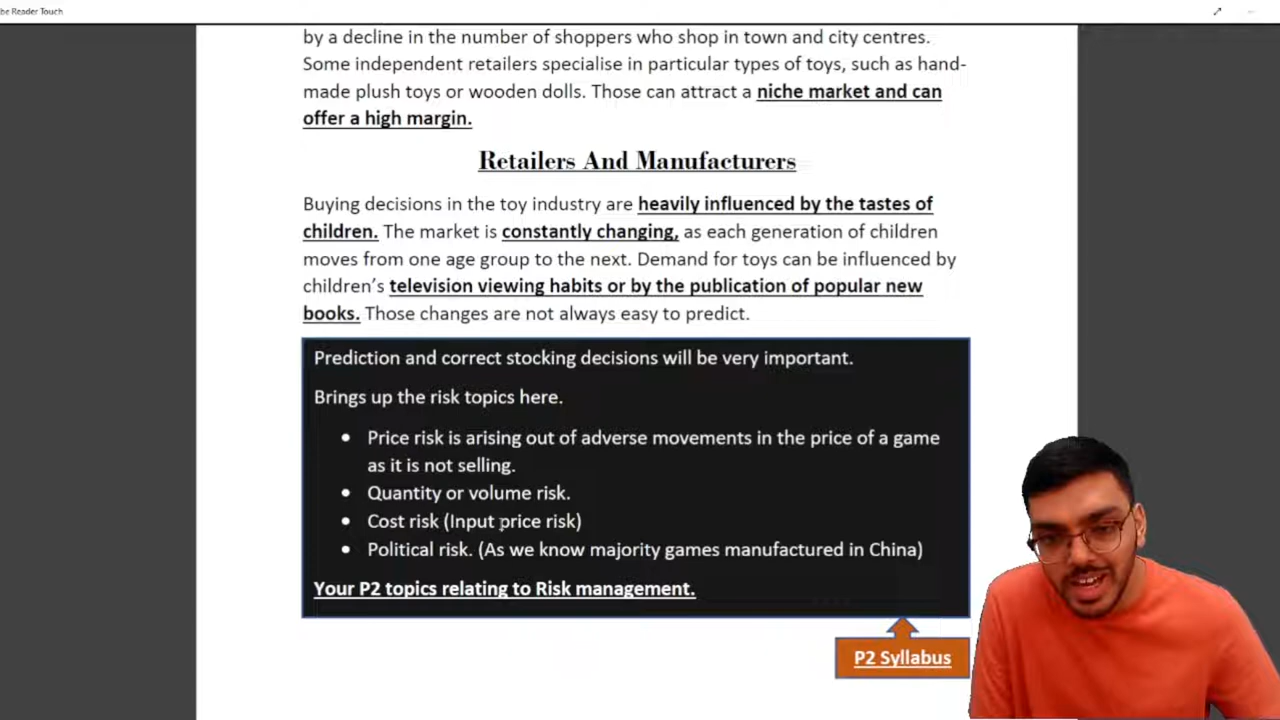 be Reader Touch
by a decline in the number of shoppers who shop in town and city centres.
Some independent retailers specialise in particular types of toys, such as hand-
made plush toys or wooden dolls. Those can attract a niche market and can
offer a high margin.
Retailers And Manufacturers
Buying decisions in the toy industry are heavily influenced by the tastes of
children. The market is constantly changing, as each generation of children
moves from one age group to the next. Demand for toys can be influenced by
children's television viewing habits or by the publication of popular new
books. Those changes are not always easy to predict.
Prediction and correct stocking decisions will be very important.
Brings up the risk topics here.
• Price risk is arising out of adverse movements in the price of a game
as it is not selling.
• Quantity or volume risk.
• Cost risk (Input price risk)
• Political risk. (As we know majority games manufactured in China)
Your P2 topics relating to Risk management.
P2 Syllabus